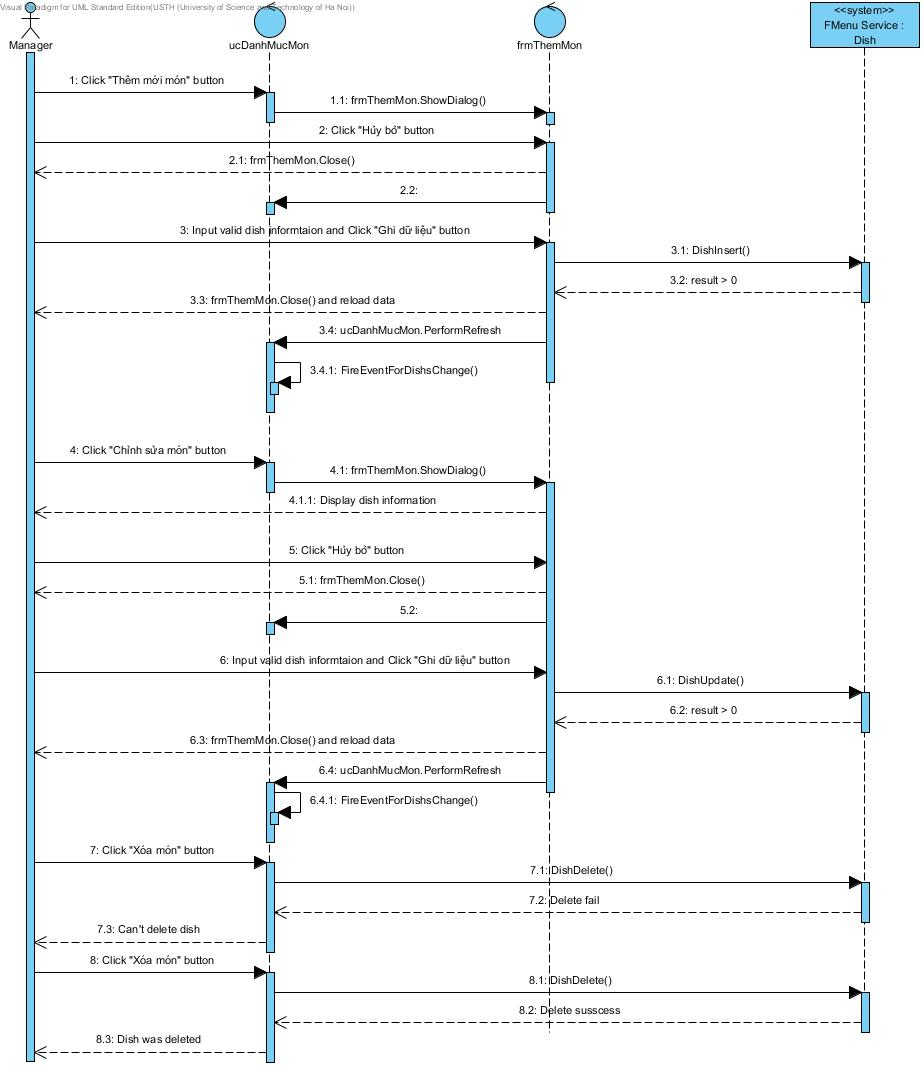 Visual Paradigm for UML Standard Edition(USTH (University of Science and Technology of Ha Noi))
Manager
ucDanhMucMon
frmThemMon
<<system>>
FMenu Service :
Dish
1: Click "Thêm mới món" button
1.1: frmThemMon.ShowDialog()
2: Click "Hủy bỏ" button
2.1: frmThemMon.Close()
2.2:
3: Input valid dish informtaion and Click "Ghi dữ liệu" button
3.1: DishInsert()
3.2: result > 0
3.3: frmThemMon.Close() and reload data
3.4: ucDanhMucMon.PerformRefresh
3.4.1: FireEventForDishsChange()
4: Click "Chỉnh sửa món" button
4.1: frmThemMon.ShowDialog()
4.1.1: Display dish information
5: Click "Hủy bỏ" button
5.1: frmThemMon.Close()
5.2:
6: Input valid dish informtaion and Click "Ghi dữ liệu" button
6.1: DishUpdate()
6.2: result > 0
6.3: frmThemMon.Close() and reload data
6.4: ucDanhMucMon.PerformRefresh
6.4.1: FireEventForDishsChange()
7: Click "Xóa món" button
7.1: DishDelete()
7.2: Delete fail
7.3: Can't delete dish
8: Click "Xóa món" button
8.1: DishDelete()
8.2: Delete susscess
8.3: Dish was deleted